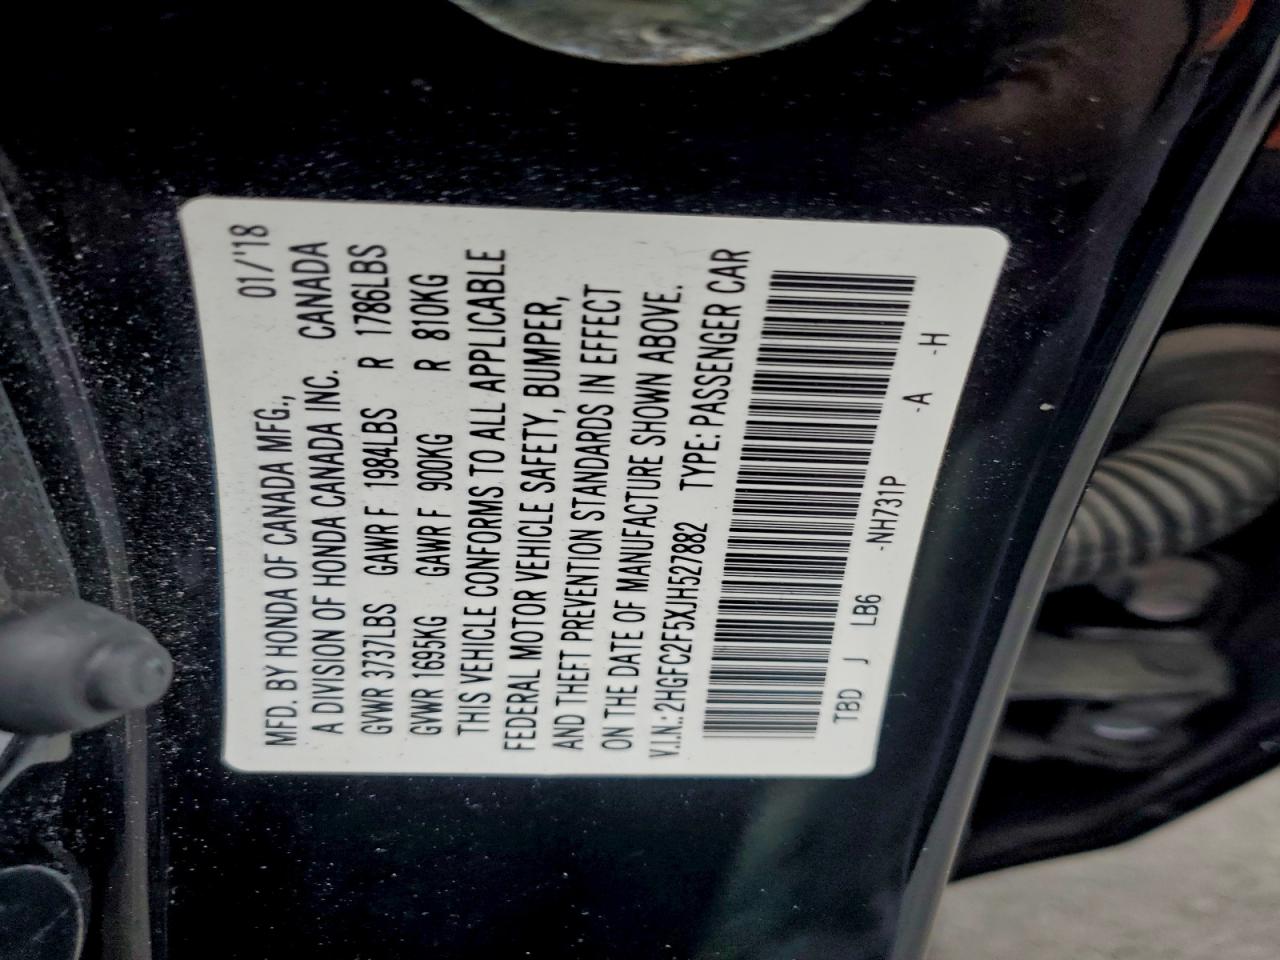 01/'18
MFD. BY HONDA OF CANADA MFG.,
A DIVISION OF HONDA CANADA INC. CANADA
GVWR 3737LBS GAWR F 1984LBS R 1786LBS
GVWR 1695KG GAWR F 900KG R 810KG
THIS VEHICLE CONFORMS TO ALL APPLICABLE
FEDERAL MOTOR VEHICLE SAFETY, BUMPER,
AND THEFT PREVENTION STANDARDS IN EFFECT
ON THE DATE OF MANUFACTURE SHOWN ABOVE.
V.I.N.: 2HGFC2F5XJH527882 TYPE: PASSENGER CAR
TBD J LB6 -NH731P -A -H